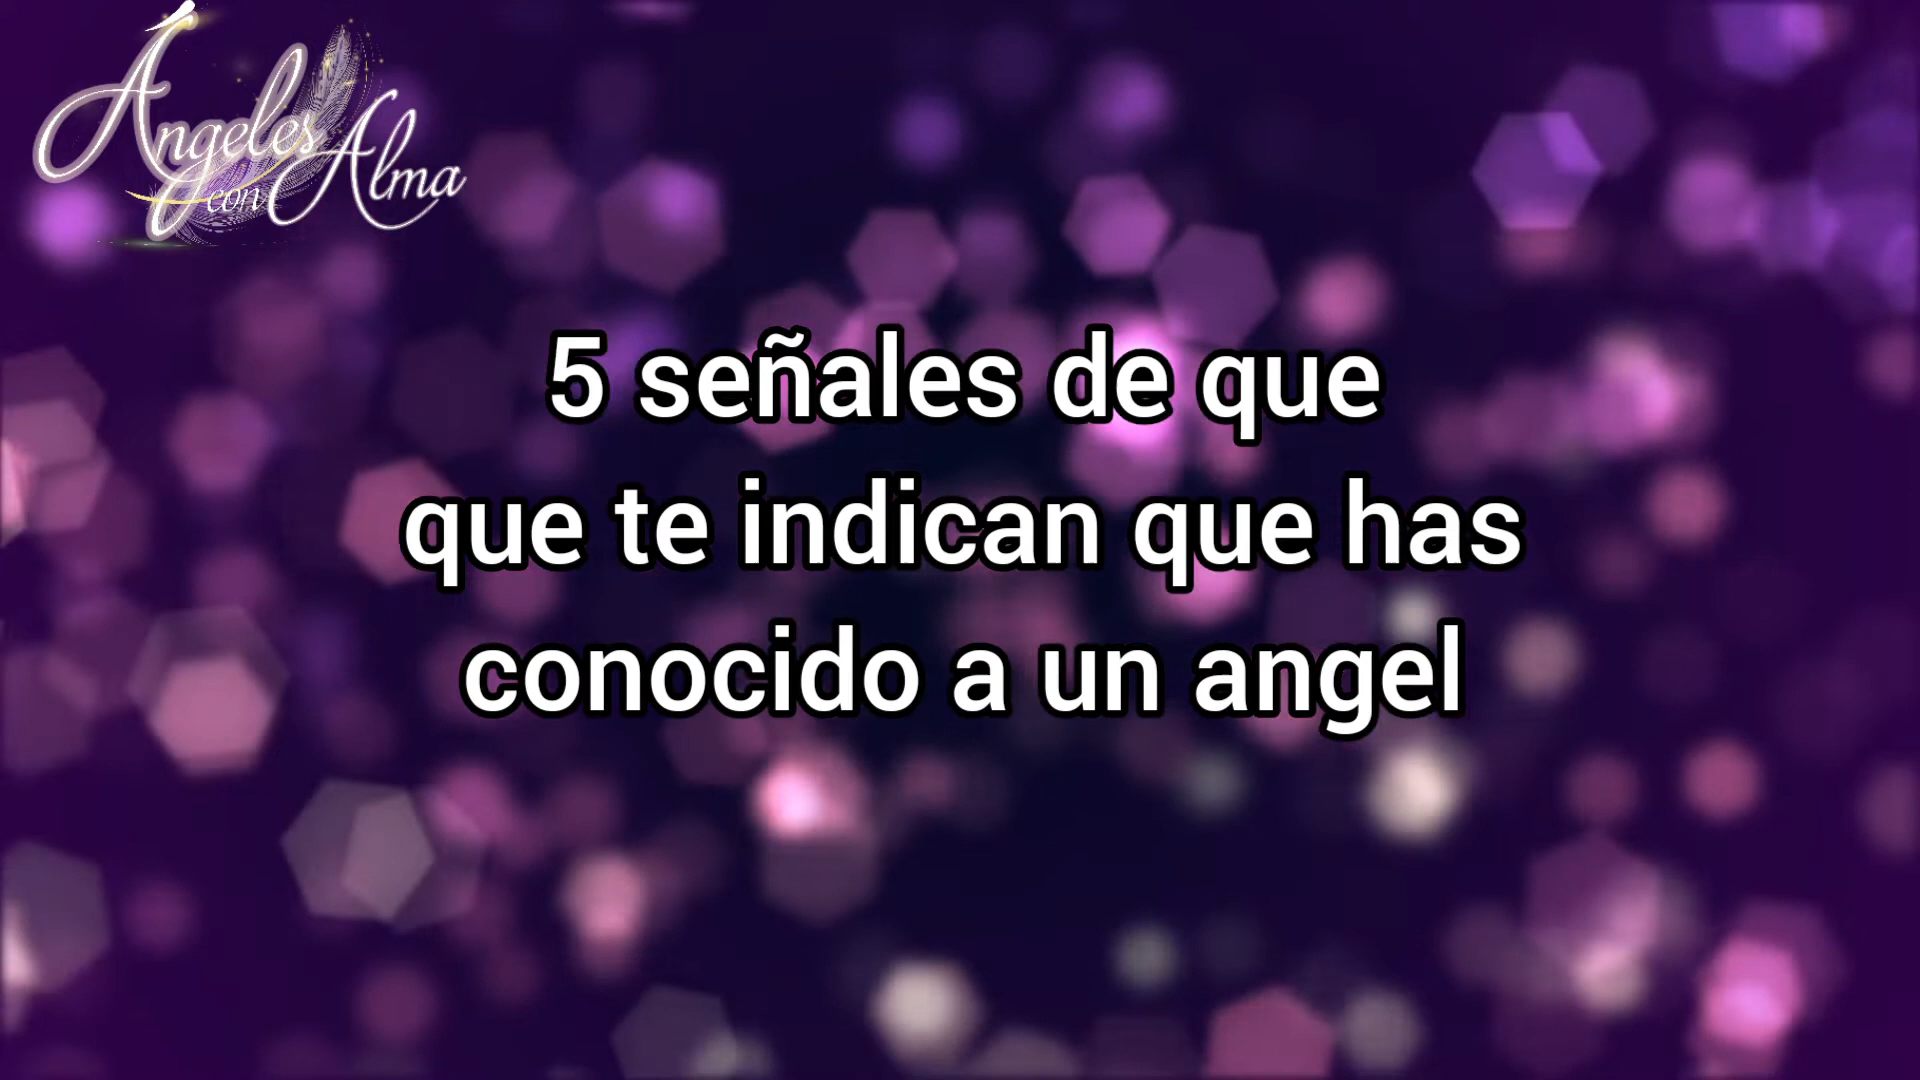 Ángeles
con Alma
5 señales de que
que te indican que has
conocido a un angel